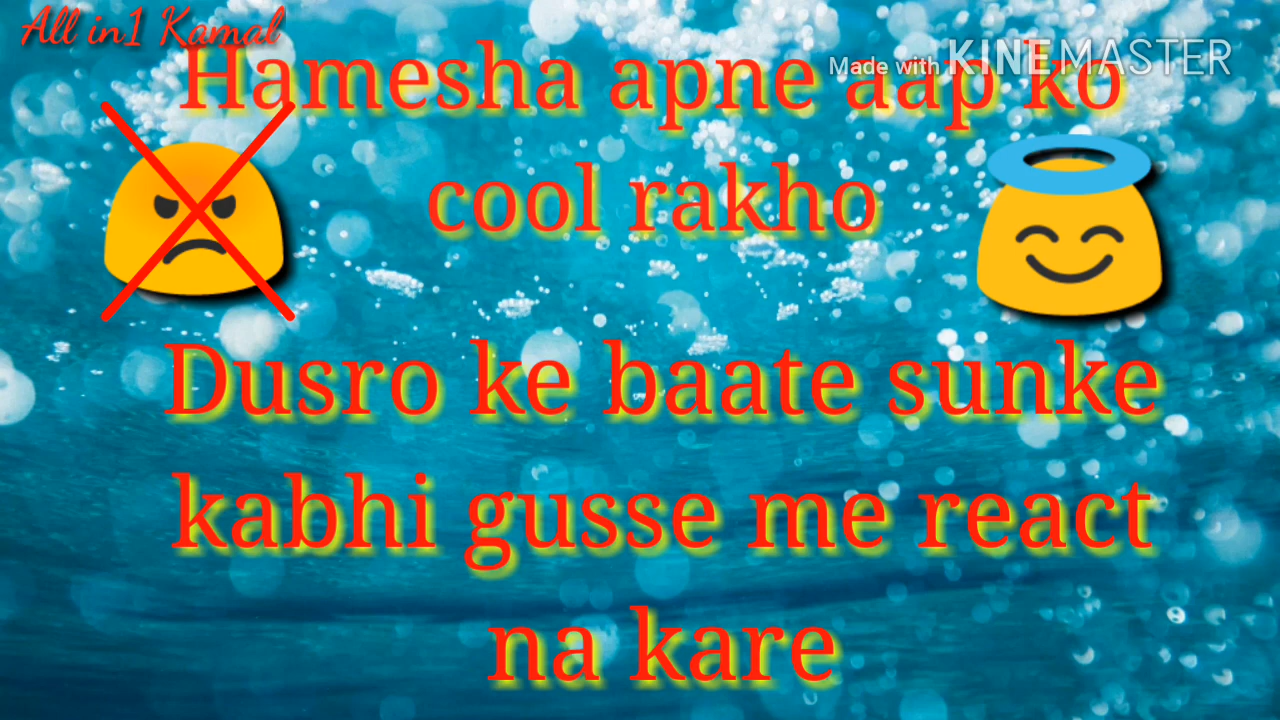 All in1 Kamal
Made with KINEMASTER
Hamesha apne aap ko
cool rakho
Dusro ke baate sunke
kabhi gusse me react
na kare